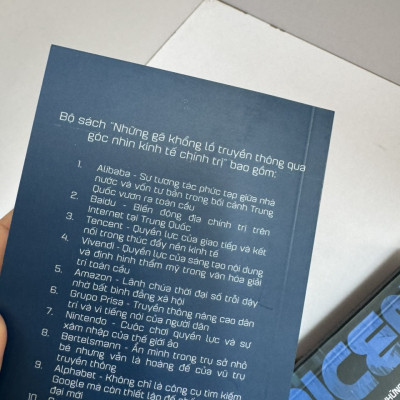 Bộ sách "Những gã khổng lồ truyền thông qua
góc nhìn kinh tế chính trị" bao gồm:
1. Alibaba - Sự tương tác phức tạp giữa nhà
nước và vốn tư bản trong bối cảnh Trung
Quốc vươn ra toàn cầu
2. Baidu - Biến động địa chính trị trên
Internet tại Trung Quốc
3. Tencent - Quyền lực của giao tiếp và kết
nối trong thúc đẩy nền kinh tế
4. Vivendi - Quyền lực của sáng tạo nội dung
và định hình thẩm mỹ trong văn hóa giải
trí toàn cầu
5. Amazon - Lãnh chúa thời đại số trỗi dậy
nhờ bất bình đẳng xã hội
6. Grupo Prisa - Truyền thông nâng cao dân
trí và vì tiếng nói của người dân
7. Nintendo - Cuộc chơi quyền lực và sự
xâm nhập của thế giới ảo
8. Bertelsmann - Ẩn mình trong trụ sở nhỏ
bé nhưng vẫn là hoàng đế của vũ trụ
truyền thông
9. Alphabet - Không chỉ là công cụ tìm kiếm
Google mà còn thiết lập
đại mới
10.
NHỮNG